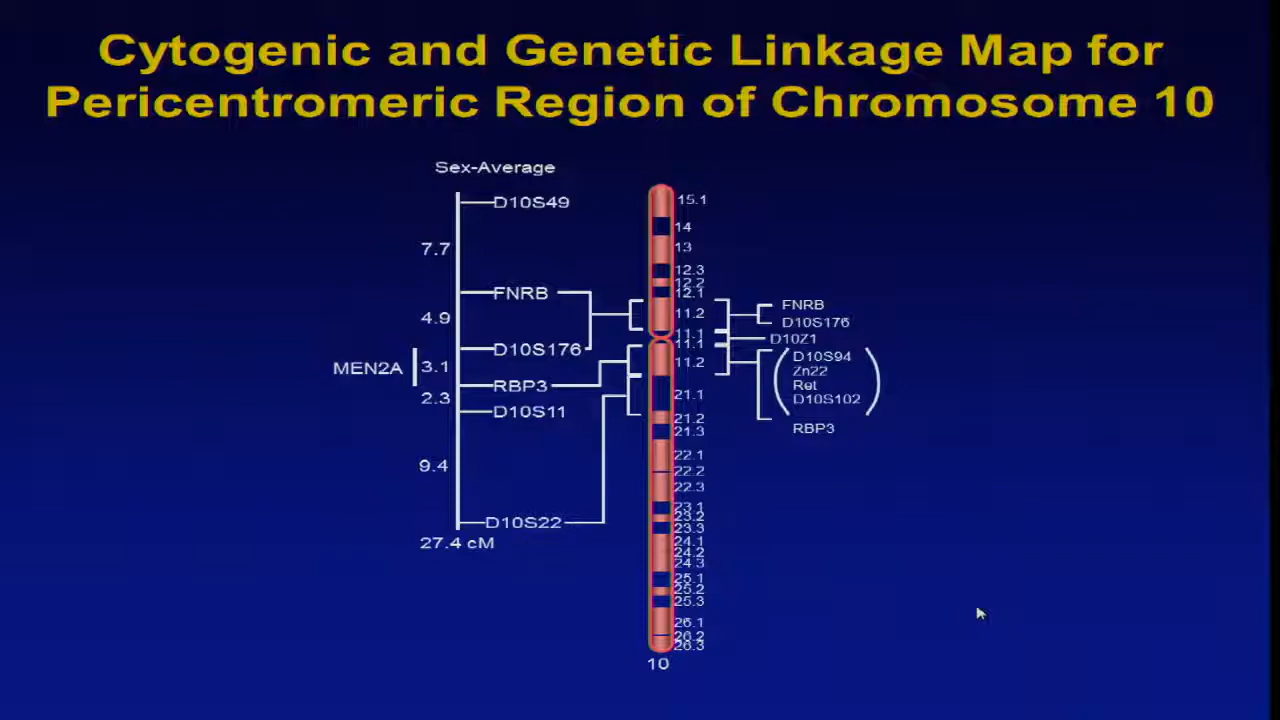 Cytogenic and Genetic Linkage Map for
Pericentromeric Region of Chromosome 10
Sex-Average
D10S49
7.7
FNRB
4.9
D10S176
MEN2A
3.1
RBP3
2.3
D10S11
9.4
D10S22
27.4 cM
15.1
14
13
12.3
12.2
12.1
11.2
11.1
11.1
11.2
21.1
21.2
21.3
22.1
22.2
22.3
23.1
23.2
23.3
24.1
24.2
24.3
25.1
25.2
25.3
26.1
26.2
26.3
10
FNRB
D10S176
D10Z1
D10S94
Zn22
Ret
D10S102
RBP3